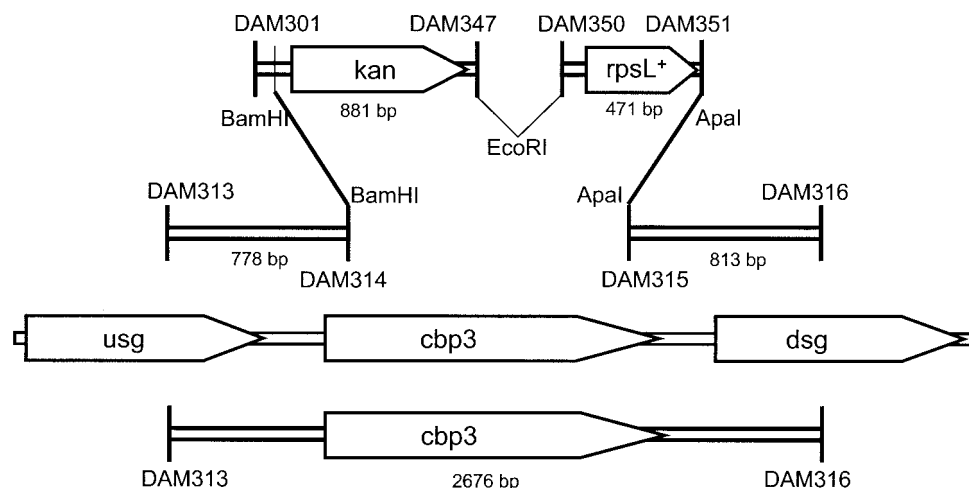 DAM301 DAM347 DAM350 DAM351
kan rpsL+
881 bp 471 bp
BamHI EcoRI ApaI
DAM313 BamHI ApaI DAM316
778 bp 813 bp
DAM314 DAM315
usg cbp3 dsg
cbp3
DAM313 2676 bp DAM316